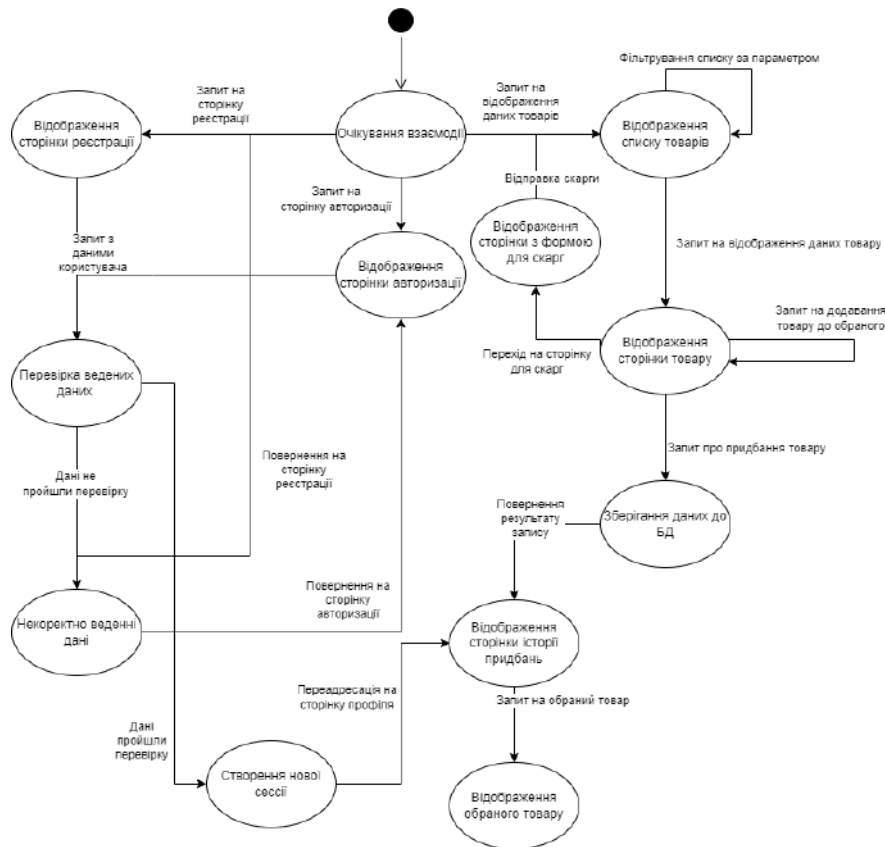 Фільтрування списку за параметром
Запит на
сторінку
реєстрації
Запит на
відображення
даних товарів
Відображення
сторінки реєстрації
Очікування взаємодії
Відображення
списку товарів
Відправка скарги
Запит на
сторінку авторизації
Відображення
сторінки з формою
для скарг
Запит з
даними
користувача
Запит на відображення даних товару
Відображення
сторінки авторизації
Запит на додавання
товару до обраного
Відображення
сторінки товару
Перехід на сторінку
для скарг
Перевірка ведених
даних
Запит про придбання товару
Повернення на
сторінку
реєстрації
Дані не
пройшли перевірку
Повернення
результату
запису
Зберігання даних до
БД
Повернення на
сторінку
авторизації
Некоректно веденні
дані
Відображення
сторінки історії
придбань
Переадресація на
сторінку профіля
Запит на обраний товар
Дані
пройшли
перевірку
Створення нової
сессії
Відображення
обраного товару